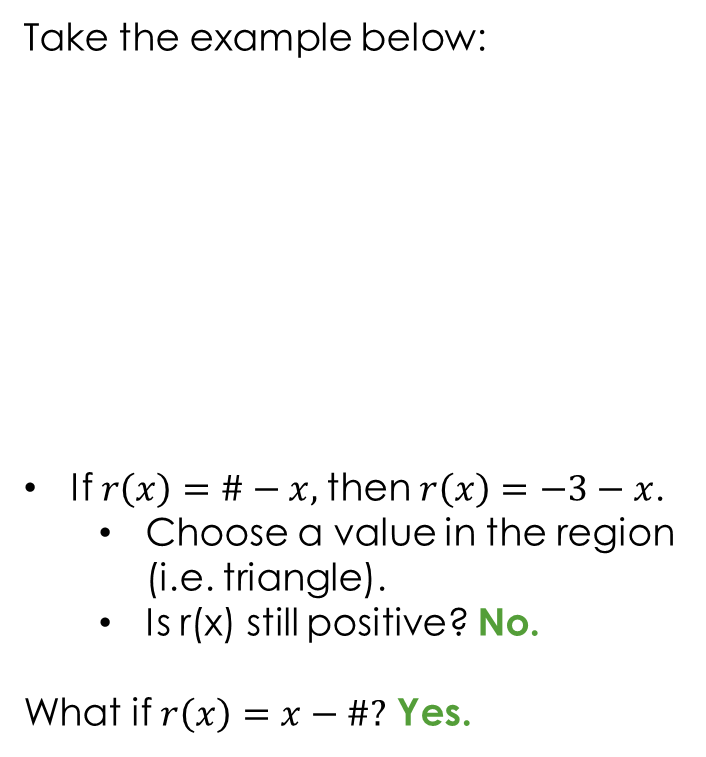 Take the example below:
• If r(x) = # − x, then r(x) = −3 − x.
• Choose a value in the region
(i.e. triangle).
• Is r(x) still positive? No.
What if r(x) = x − #? Yes.